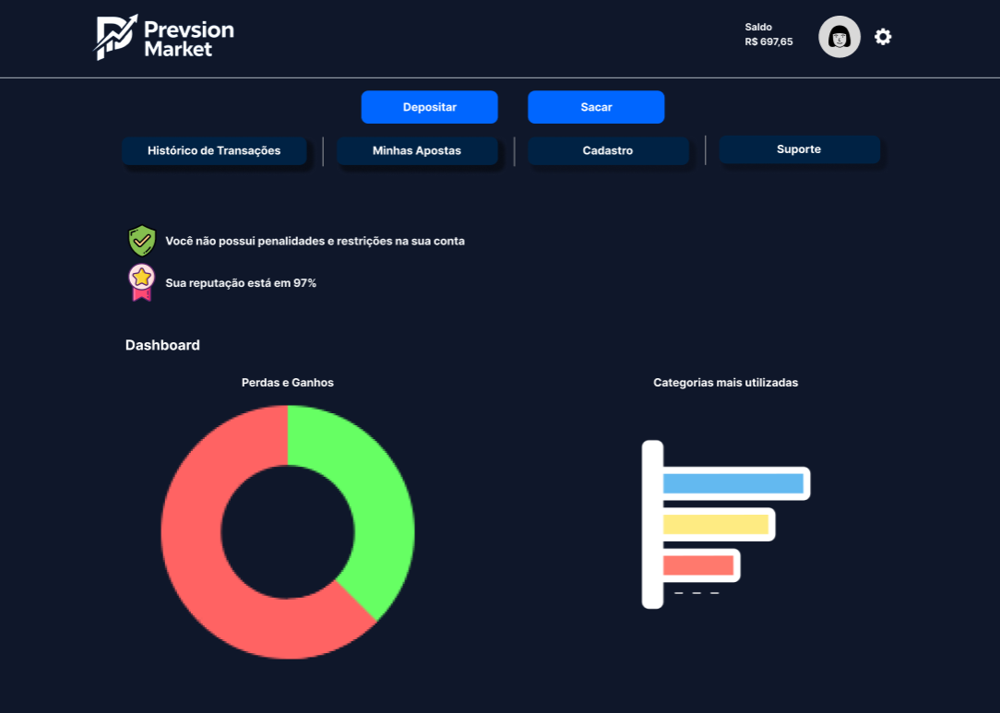 Prevsion
Market
Saldo
R$ 697,65
Depositar
Sacar
Histórico de Transações
Minhas Apostas
Cadastro
Suporte
Você não possui penalidades e restrições na sua conta
Sua reputação está em 97%
Dashboard
Perdas e Ganhos
Categorias mais utilizadas